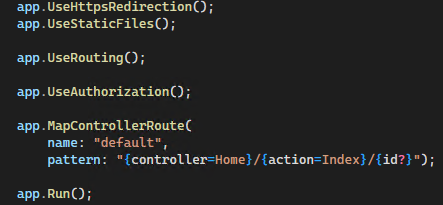 app.UseHttpsRedirection();
app.UseStaticFiles();
app.UseRouting();
app.UseAuthorization();
app.MapControllerRoute(
    name: "default",
    pattern: "{controller=Home}/{action=Index}/{id?}");
app.Run();